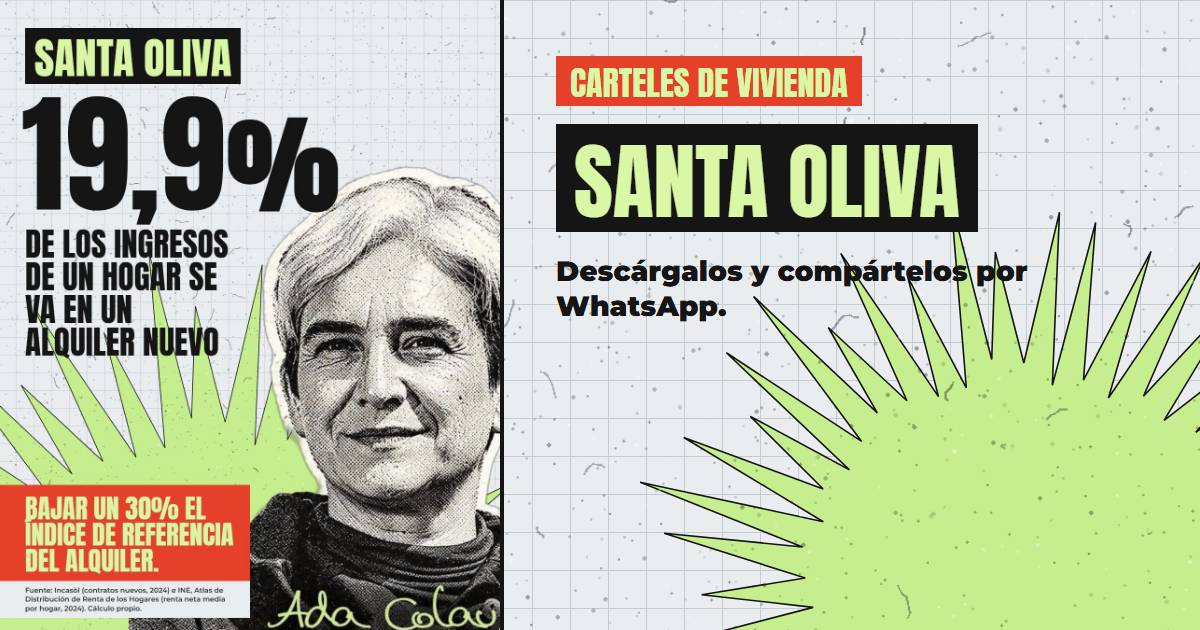 SANTA OLIVA
19,9%
DE LOS INGRESOS
DE UN HOGAR SE
VA EN UN
ALQUILER NUEVO
BAJAR UN 30% EL
ÍNDICE DE REFERENCIA
DEL ALQUILER.
Fuente: Incasòl (contratos nuevos, 2024) e INE, Atlas de
Distribución de Renta de los Hogares (renta neta media
por hogar, 2024). Cálculo propio.
Ada Colau
CARTELES DE VIVIENDA
SANTA OLIVA
Descárgalos y compártelos por
WhatsApp.